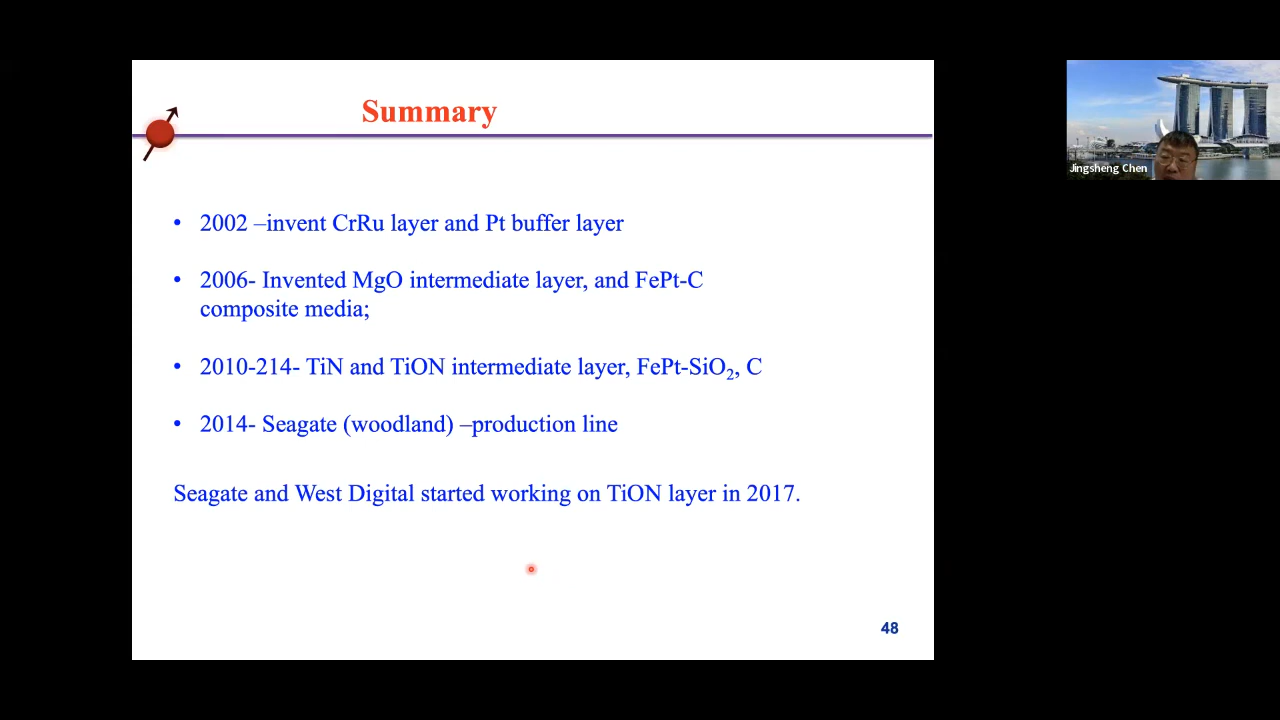 Summary
• 2002 –invent CrRu layer and Pt buffer layer
• 2006- Invented MgO intermediate layer, and FePt-C
composite media;
• 2010-214- TiN and TiON intermediate layer, FePt-SiO₂, C
• 2014- Seagate (woodland) –production line
Seagate and West Digital started working on TiON layer in 2017.
48
Jingsheng Chen